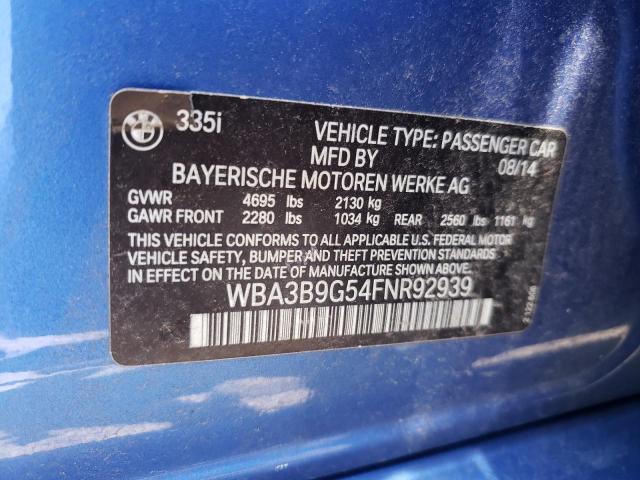 BMW 335i VEHICLE TYPE: PASSENGER CAR
MFD BY 08/14
BAYERISCHE MOTOREN WERKE AG
GVWR 4695 lbs 2130 kg
GAWR FRONT 2280 lbs 1034 kg REAR 2560 lbs 1161 kg
THIS VEHICLE CONFORMS TO ALL APPLICABLE U.S. FEDERAL MOTOR
VEHICLE SAFETY, BUMPER AND THEFT PREVENTION STANDARDS
IN EFFECT ON THE DATE OF MANUFACTURE SHOWN ABOVE.
WBA3B9G54FNR92939